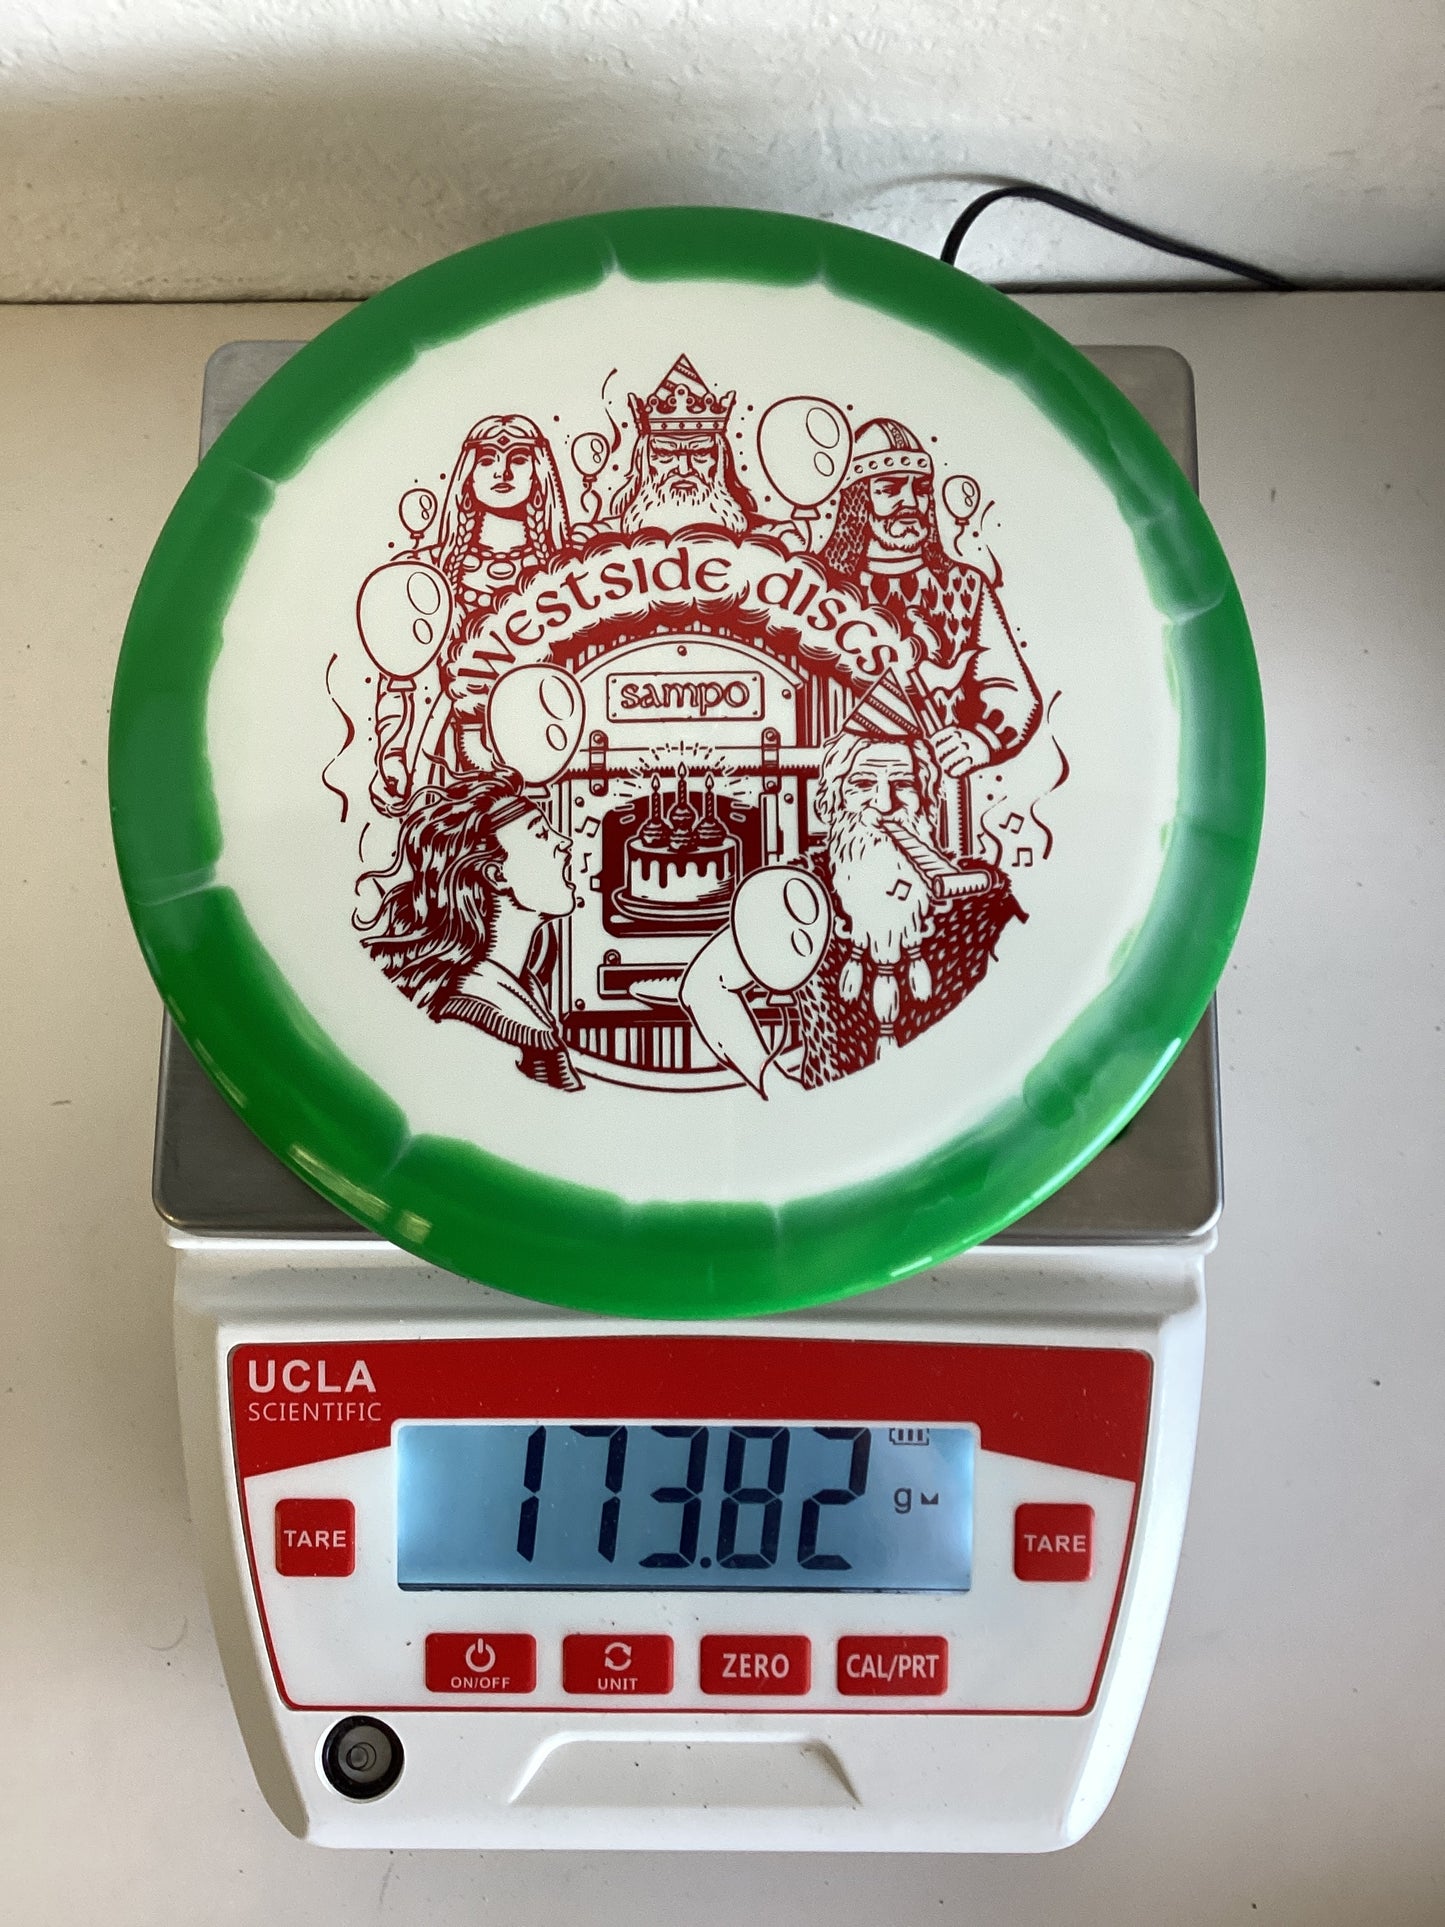 WESTSIDE DISCS
SAMPO
UCLA
SCIENTIFIC
173.82 g
TARE
TARE
ON/OFF
UNIT
ZERO
CAL/PRT